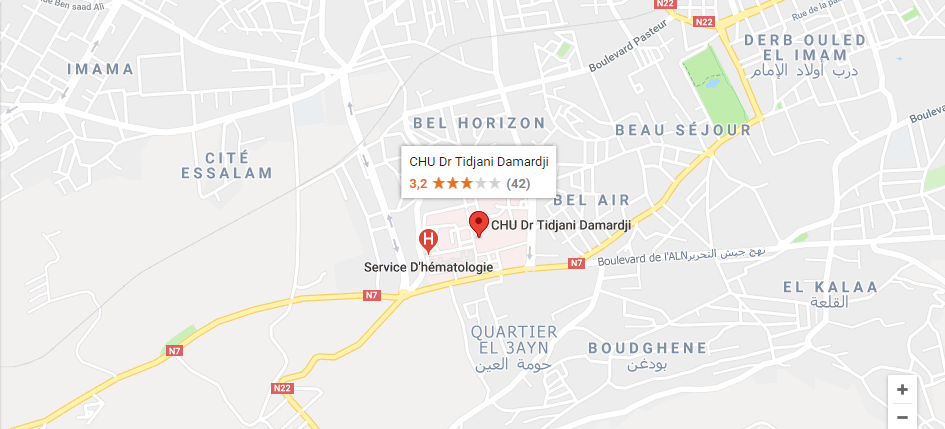 N22
Rue de la pa
ue Ben saad Ali
N22
Boulevard Pasteur
DERB OULED
EL IMAM
درب أولاد الإمام
IMAMA
BEL HORIZON
BEAU SÉJOUR
Boulevard
CITÉ
ESSALAM
CHU Dr Tidjani Damardji
3,2 (42)
BEL AIR
CHU Dr Tidjani Damardji
H
Service D'hématologie
N7
Boulevard de l'ALNنهج جيش التحرير
N7
EL KALAA
القلعة
QUARTIER
EL 3AYN
حومة العين
BOUDGHENE
بودغن
N7
N22
+
−